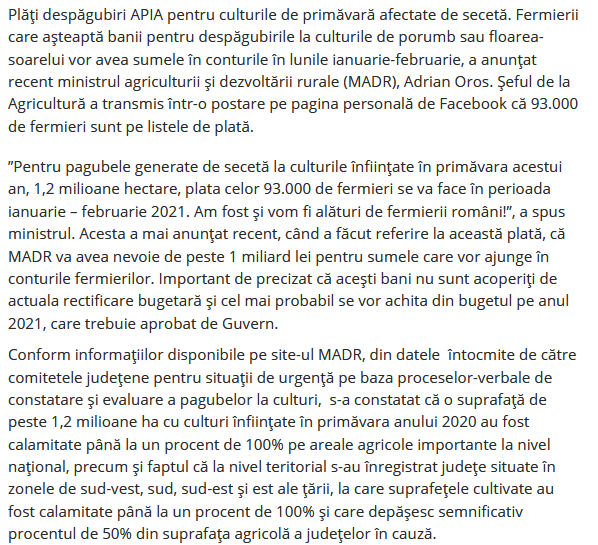 Plăţi despăgubiri APIA pentru culturile de primăvară afectate de secetă. Fermierii
care aşteaptă banii pentru despăgubirile la culturile de porumb sau floarea-
soarelui vor avea sumele în conturile în lunile ianuarie-februarie, a anunţat
recent ministrul agriculturii şi dezvoltării rurale (MADR), Adrian Oros. Şeful de la
Agricultură a transmis într-o postare pe pagina personală de Facebook că 93.000
de fermieri sunt pe listele de plată.
”Pentru pagubele generate de secetă la culturile înfiinţate în primăvara acestui
an, 1,2 milioane hectare, plata celor 93.000 de fermieri se va face în perioada
ianuarie – februarie 2021. Am fost şi vom fi alături de fermierii români!”, a spus
ministrul. Acesta a mai anunţat recent, când a făcut referire la această plată, că
MADR va avea nevoie de peste 1 miliard lei pentru sumele care vor ajunge în
conturile fermierilor. Important de precizat că aceşti bani nu sunt acoperiţi de
actuala rectificare bugetară şi cel mai probabil se vor achita din bugetul pe anul
2021, care trebuie aprobat de Guvern.
Conform informaţiilor disponibile pe site-ul MADR, din datele întocmite de către
comitetele judeţene pentru situaţii de urgenţă pe baza proceselor-verbale de
constatare şi evaluare a pagubelor la culturi, s-a constatat că o suprafaţă de
peste 1,2 milioane ha cu culturi înfiinţate în primăvara anului 2020 au fost
calamitate până la un procent de 100% pe areale agricole importante la nivel
naţional, precum şi faptul că la nivel teritorial s-au înregistrat judeţe situate în
zonele de sud-vest, sud, sud-est şi est ale ţării, la care suprafeţele cultivate au
fost calamitate până la un procent de 100% şi care depăşesc semnificativ
procentul de 50% din suprafaţa agricolă a judeţelor în cauză.